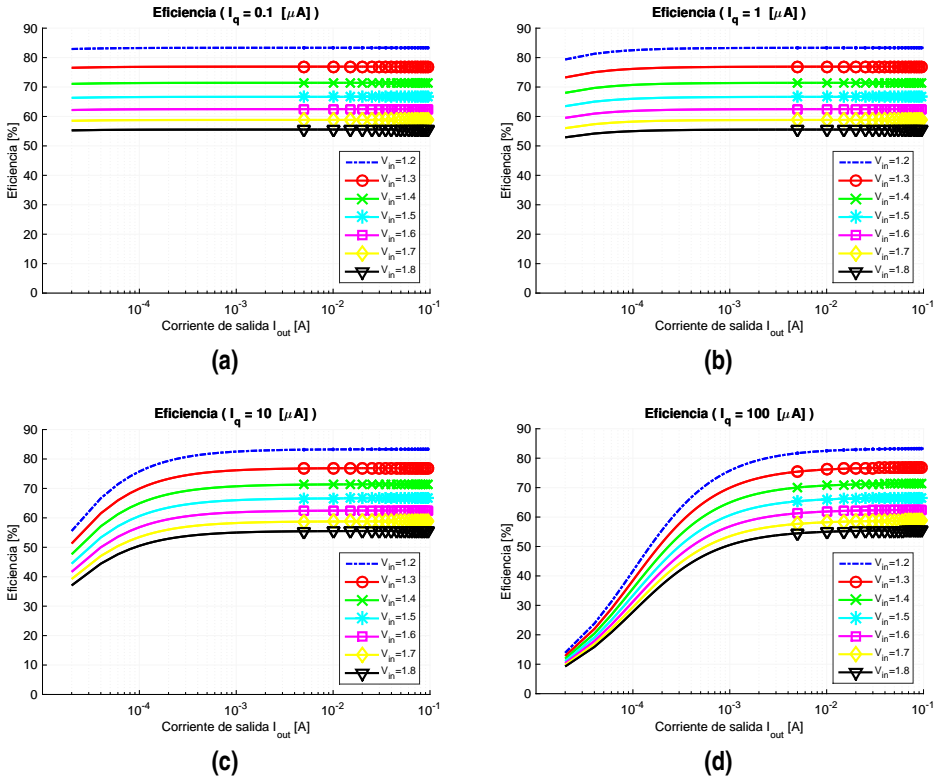 Eficiencia ( I_q = 0.1 [μA] )
90
80
70
60
50
40
30
20
10
0
Eficiencia [%]
V_in=1.2
V_in=1.3
V_in=1.4
V_in=1.5
V_in=1.6
V_in=1.7
V_in=1.8
10^-4
10^-3
10^-2
10^-1
Corriente de salida I_out [A]
(a)
Eficiencia ( I_q = 1 [μA] )
90
80
70
60
50
40
30
20
10
0
Eficiencia [%]
V_in=1.2
V_in=1.3
V_in=1.4
V_in=1.5
V_in=1.6
V_in=1.7
V_in=1.8
10^-4
10^-3
10^-2
10^-1
Corriente de salida I_out [A]
(b)
Eficiencia ( I_q = 10 [μA] )
90
80
70
60
50
40
30
20
10
0
Eficiencia [%]
V_in=1.2
V_in=1.3
V_in=1.4
V_in=1.5
V_in=1.6
V_in=1.7
V_in=1.8
10^-4
10^-3
10^-2
10^-1
Corriente de salida I_out [A]
(c)
Eficiencia ( I_q = 100 [μA] )
90
80
70
60
50
40
30
20
10
0
Eficiencia [%]
V_in=1.2
V_in=1.3
V_in=1.4
V_in=1.5
V_in=1.6
V_in=1.7
V_in=1.8
10^-4
10^-3
10^-2
10^-1
Corriente de salida I_out [A]
(d)